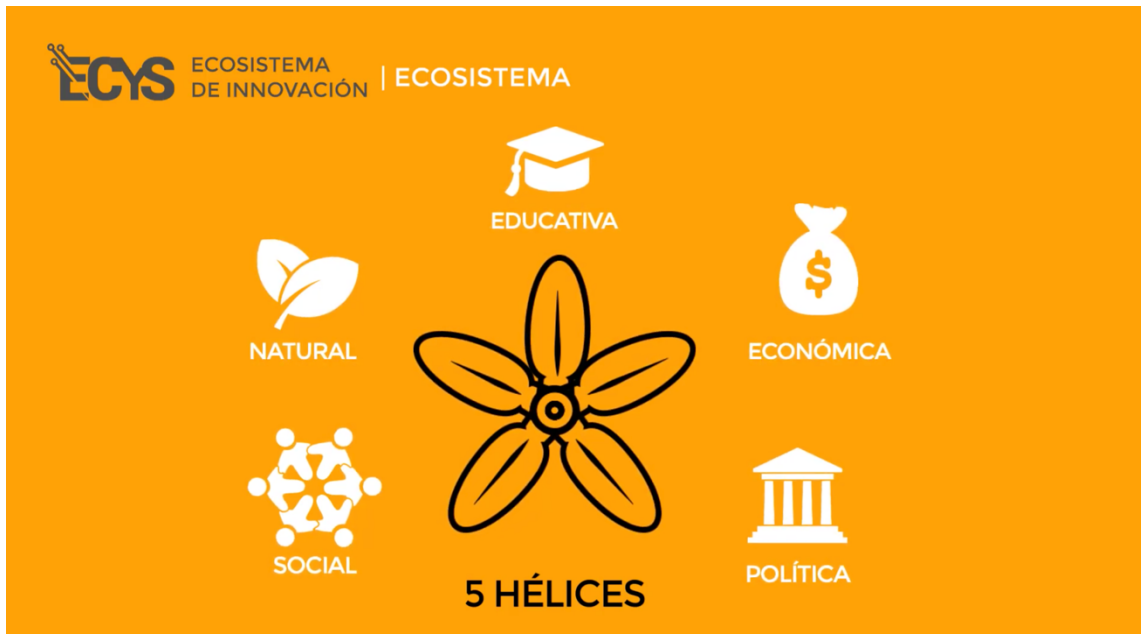 ECYS ECOSISTEMA
DE INNOVACIÓN | ECOSISTEMA
EDUCATIVA
$
NATURAL
ECONÓMICA
SOCIAL
POLÍTICA
5 HÉLICES